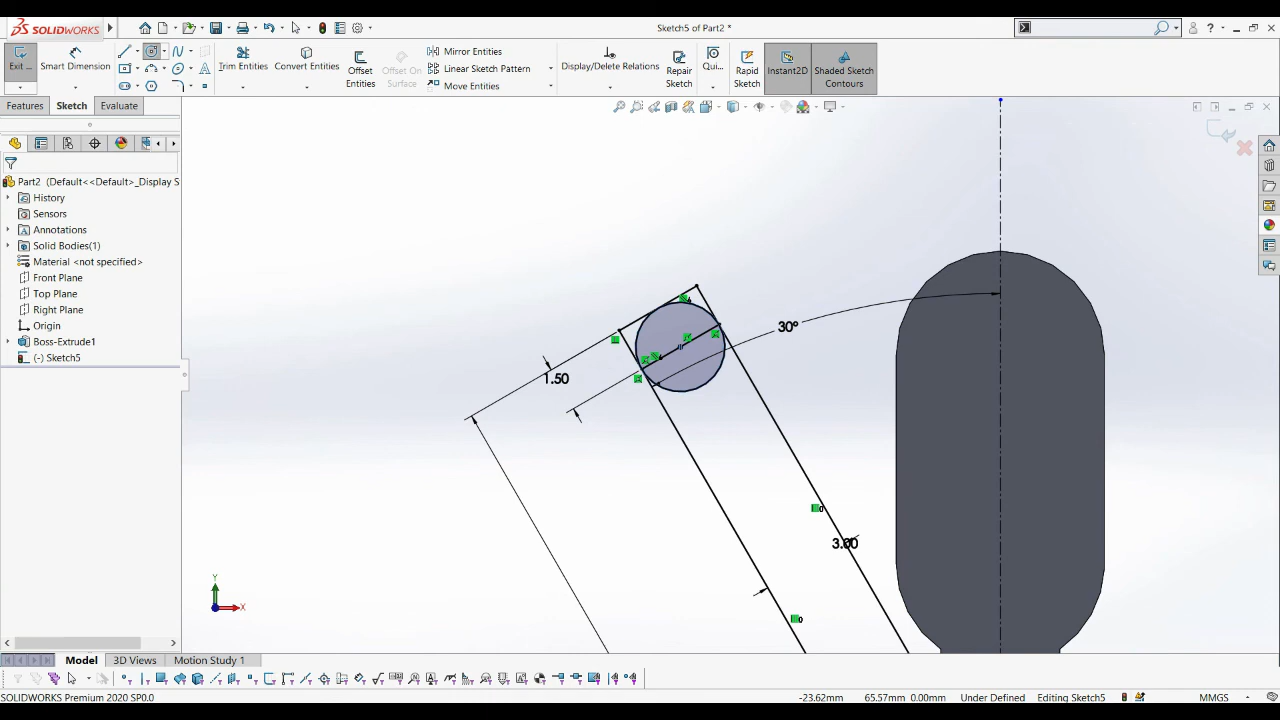 SOLIDWORKS
Sketch5 of Part2 *
?
Exit ...
Smart Dimension
Trim Entities
Convert Entities
Offset
Entities
Offset On
Surface
Mirror Entities
Linear Sketch Pattern
Move Entities
Display/Delete Relations
Repair
Sketch
Qui...
Rapid
Sketch
Instant2D
Shaded Sketch
Contours
Features
Sketch
Evaluate
Part2 (Default<<Default>_Display S
History
Sensors
Annotations
Solid Bodies(1)
Material <not specified>
Front Plane
Top Plane
Right Plane
Origin
Boss-Extrude1
(-) Sketch5
30°
1.50
3.00
Y
X
Model
3D Views
Motion Study 1
SOLIDWORKS Premium 2020 SP0.0
-23.62mm
65.57mm 0.00mm
Under Defined
Editing Sketch5
MMGS